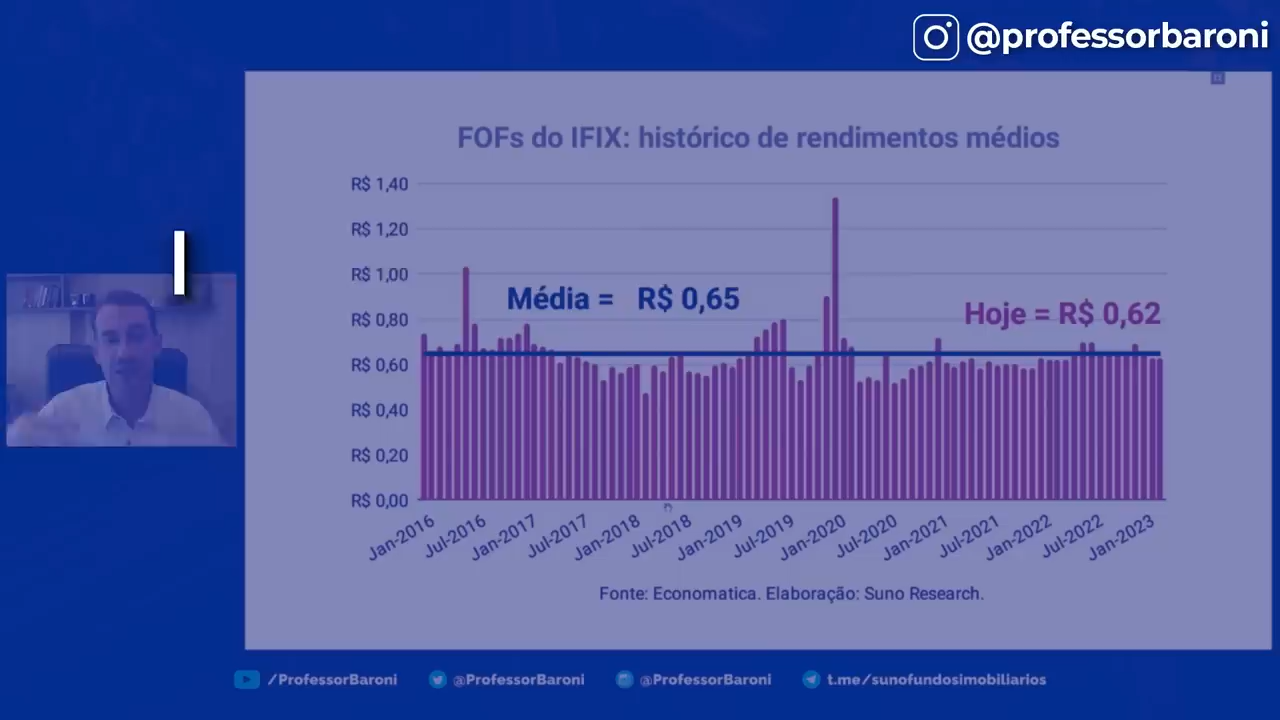 @professorbaroni
FOFs do IFIX: histórico de rendimentos médios
R$ 1,40
R$ 1,20
R$ 1,00
R$ 0,80
R$ 0,60
R$ 0,40
R$ 0,20
R$ 0,00
Média = R$ 0,65
Hoje = R$ 0,62
Jan-2016
Jul-2016
Jan-2017
Jul-2017
Jan-2018
Jul-2018
Jan-2019
Jul-2019
Jan-2020
Jul-2020
Jan-2021
Jul-2021
Jan-2022
Jul-2022
Jan-2023
Fonte: Economatica. Elaboração: Suno Research.
/ProfessorBaroni
@ProfessorBaroni
@ProfessorBaroni
t.me/sunofundosimobiliarios